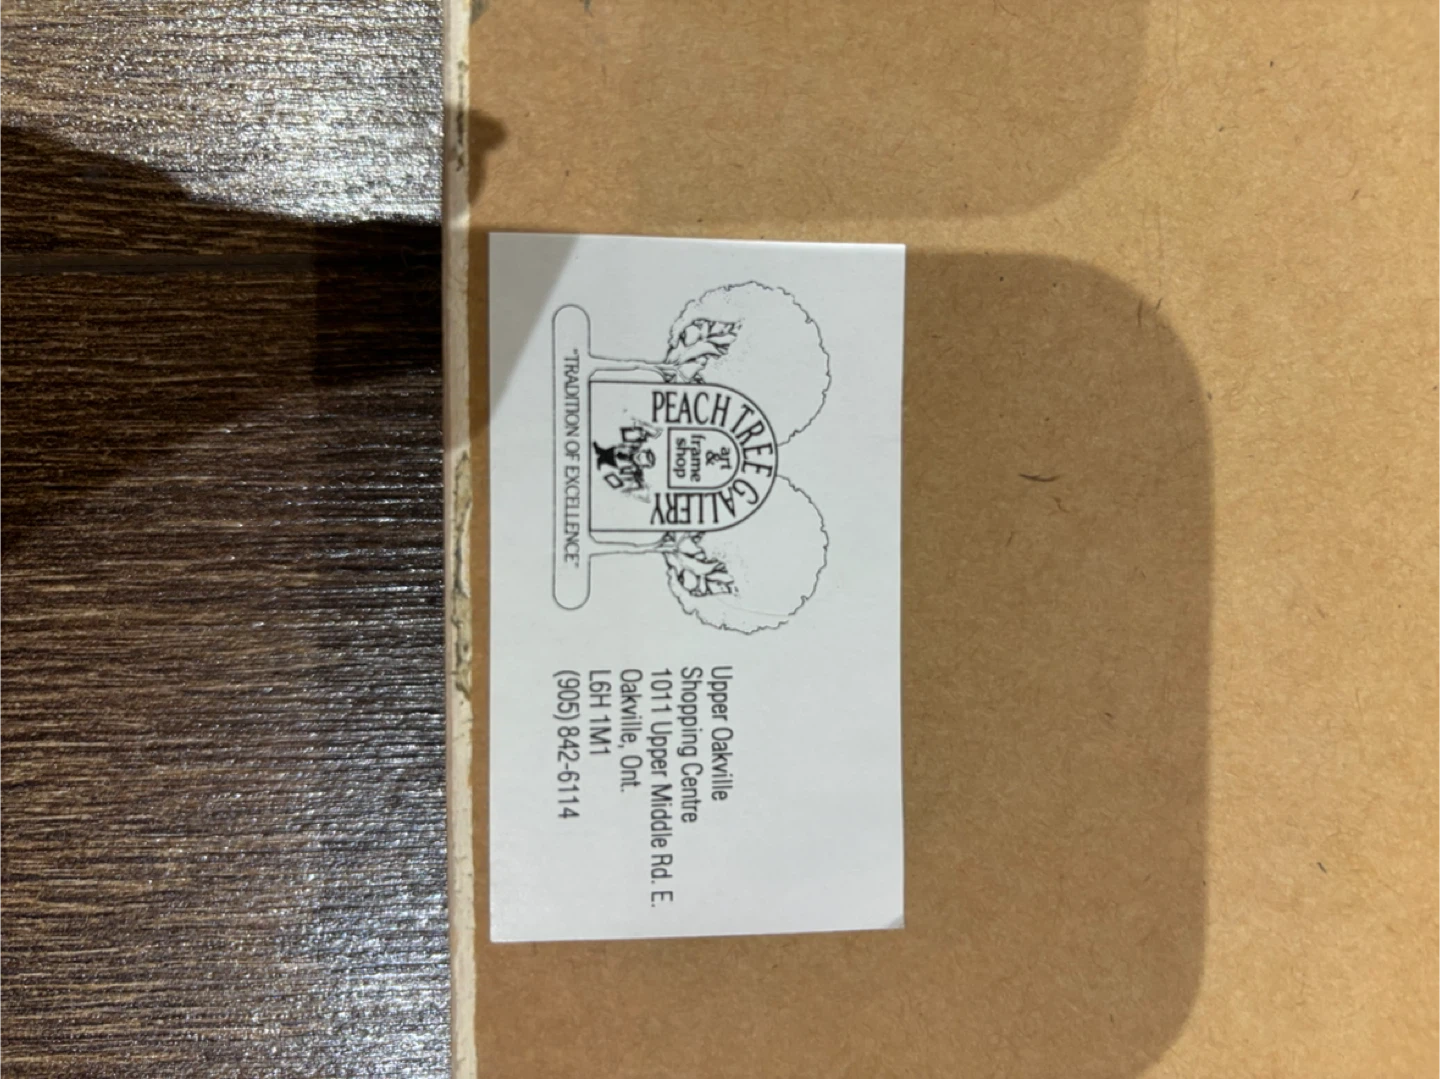 PEACH TREE GALLERY
art
&
frame
shop
"TRADITION OF EXCELLENCE"
Upper Oakville
Shopping Centre
1011 Upper Middle Rd. E.
Oakville, Ont.
L6H 1M1
(905) 842-6114